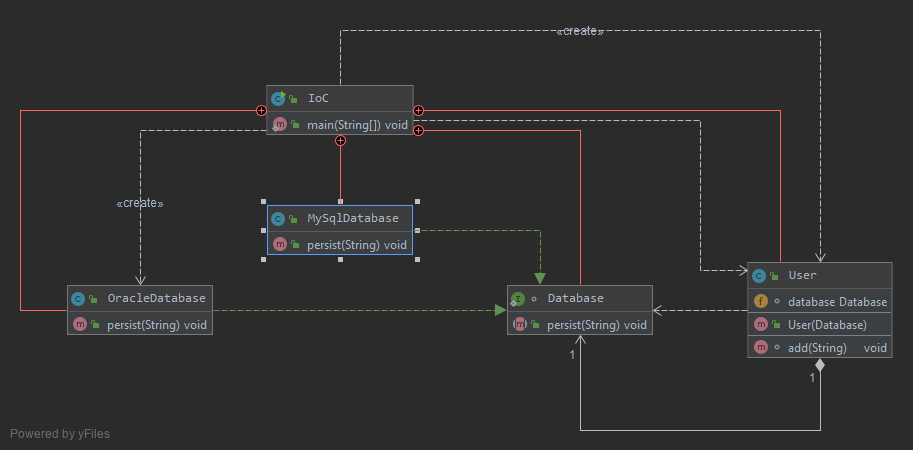 «create»
IoC
main(String[]) void
«create»
MySqlDatabase
persist(String) void
OracleDatabase
persist(String) void
Database
persist(String) void
User
database Database
User(Database)
add(String) void
1
1
Powered by yFiles